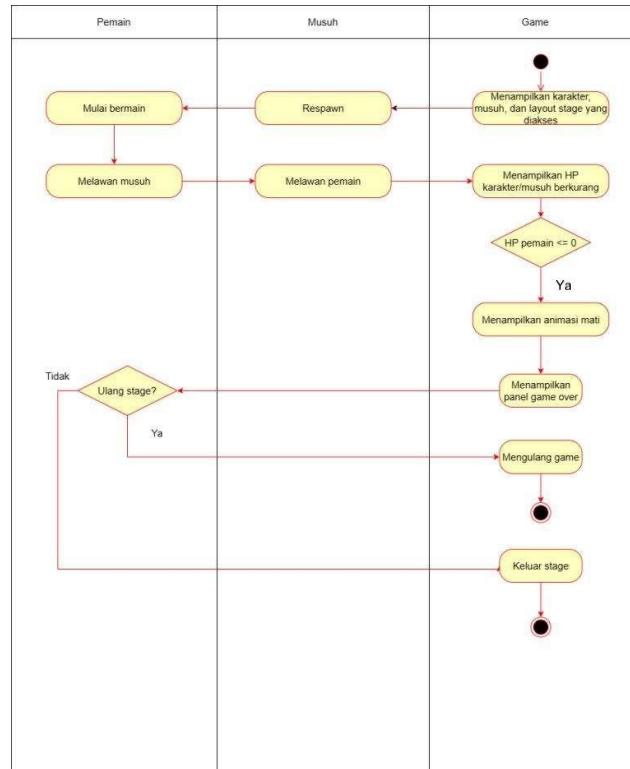 Pemain
Musuh
Game
Menampilkan karakter,
musuh, dan layout stage yang
diakses
Respawn
Mulai bermain
Melawan musuh
Melawan pemain
Menampilkan HP
karakter/musuh berkurang
HP pemain <= 0
Ya
Menampilkan animasi mati
Menampilkan
panel game over
Ulang stage?
Tidak
Ya
Mengulang game
Keluar stage